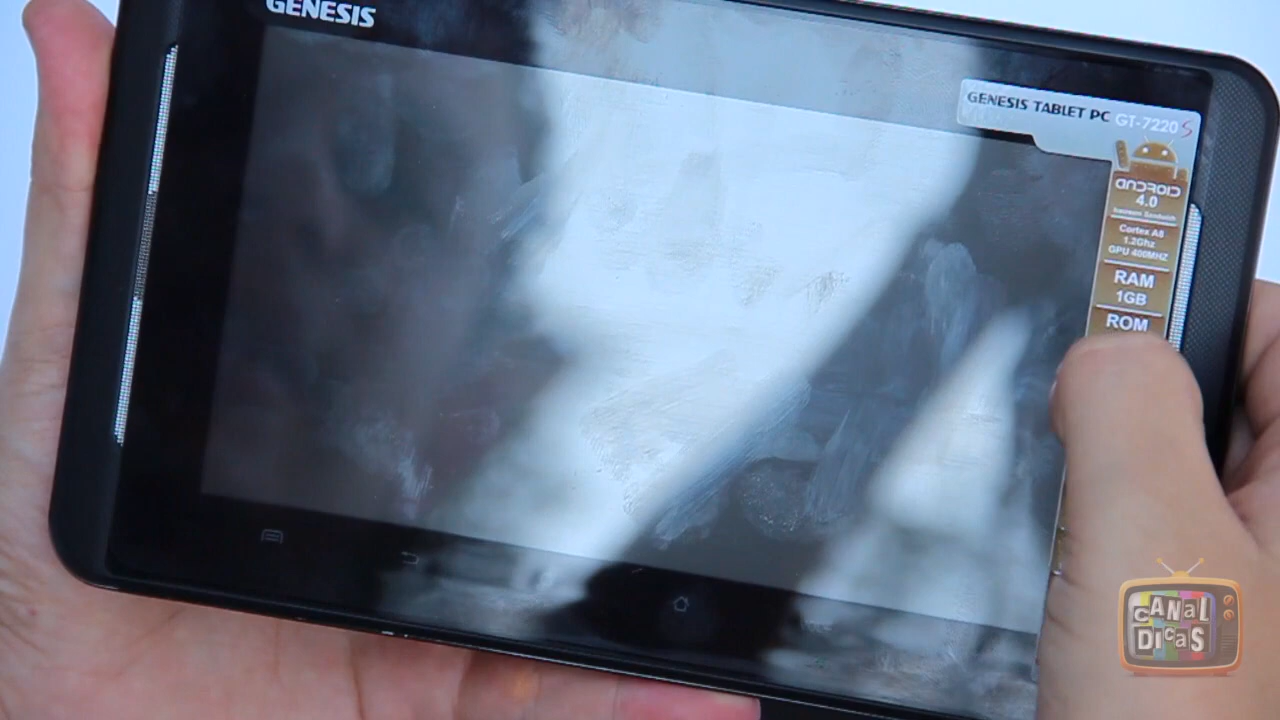 GENESIS
GENESIS TABLET PC GT-7220S
ANDROID
4.0
Cortex A8
1.2Ghz
GPU 400MHZ
RAM
1GB
ROM
CANAL
DICAS